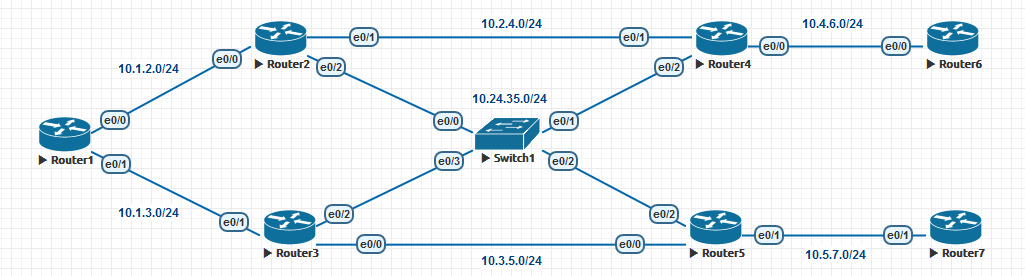 10.2.4.0/24
10.4.6.0/24
e0/1
e0/1
e0/0
e0/0
e0/0
Router2
e0/2
Router4
e0/2
Router6
10.1.2.0/24
10.24.35.0/24
e0/0
e0/0
e0/1
Router1
e0/1
Switch1
e0/3
e0/2
10.1.3.0/24
e0/1
e0/2
e0/2
Router3
e0/0
e0/0
Router5
e0/1
e0/1
Router7
10.3.5.0/24
10.5.7.0/24